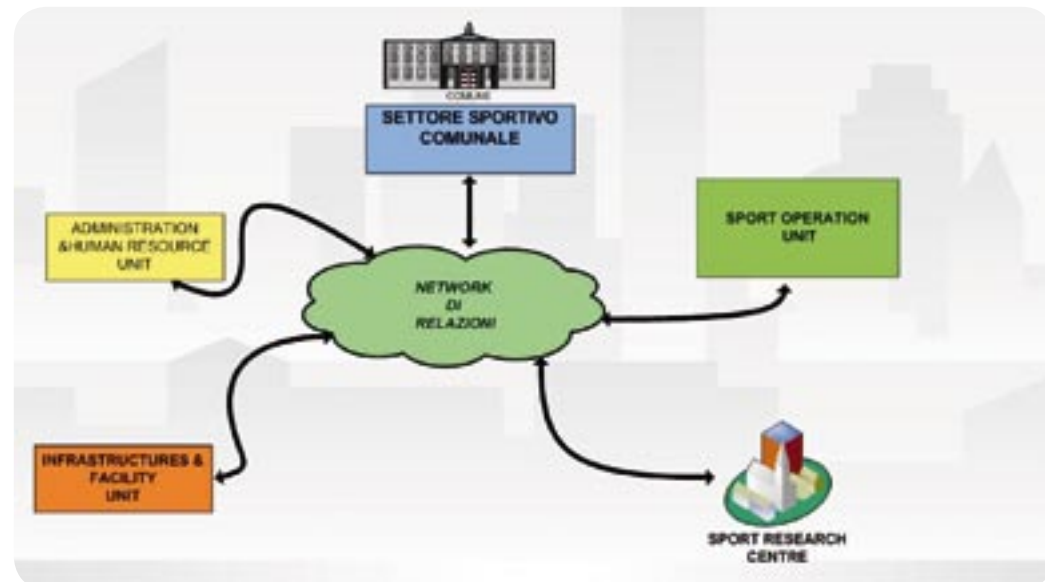 COMUNE
SETTORE SPORTIVO
COMUNALE
ADMINISTRATION
&HUMAN RESOURCE
UNIT
SPORT OPERATION
UNIT
NETWORK
DI
RELAZIONI
INFRASTRUCTURES &
FACILITY
UNIT
SPORT RESEARCH
CENTRE